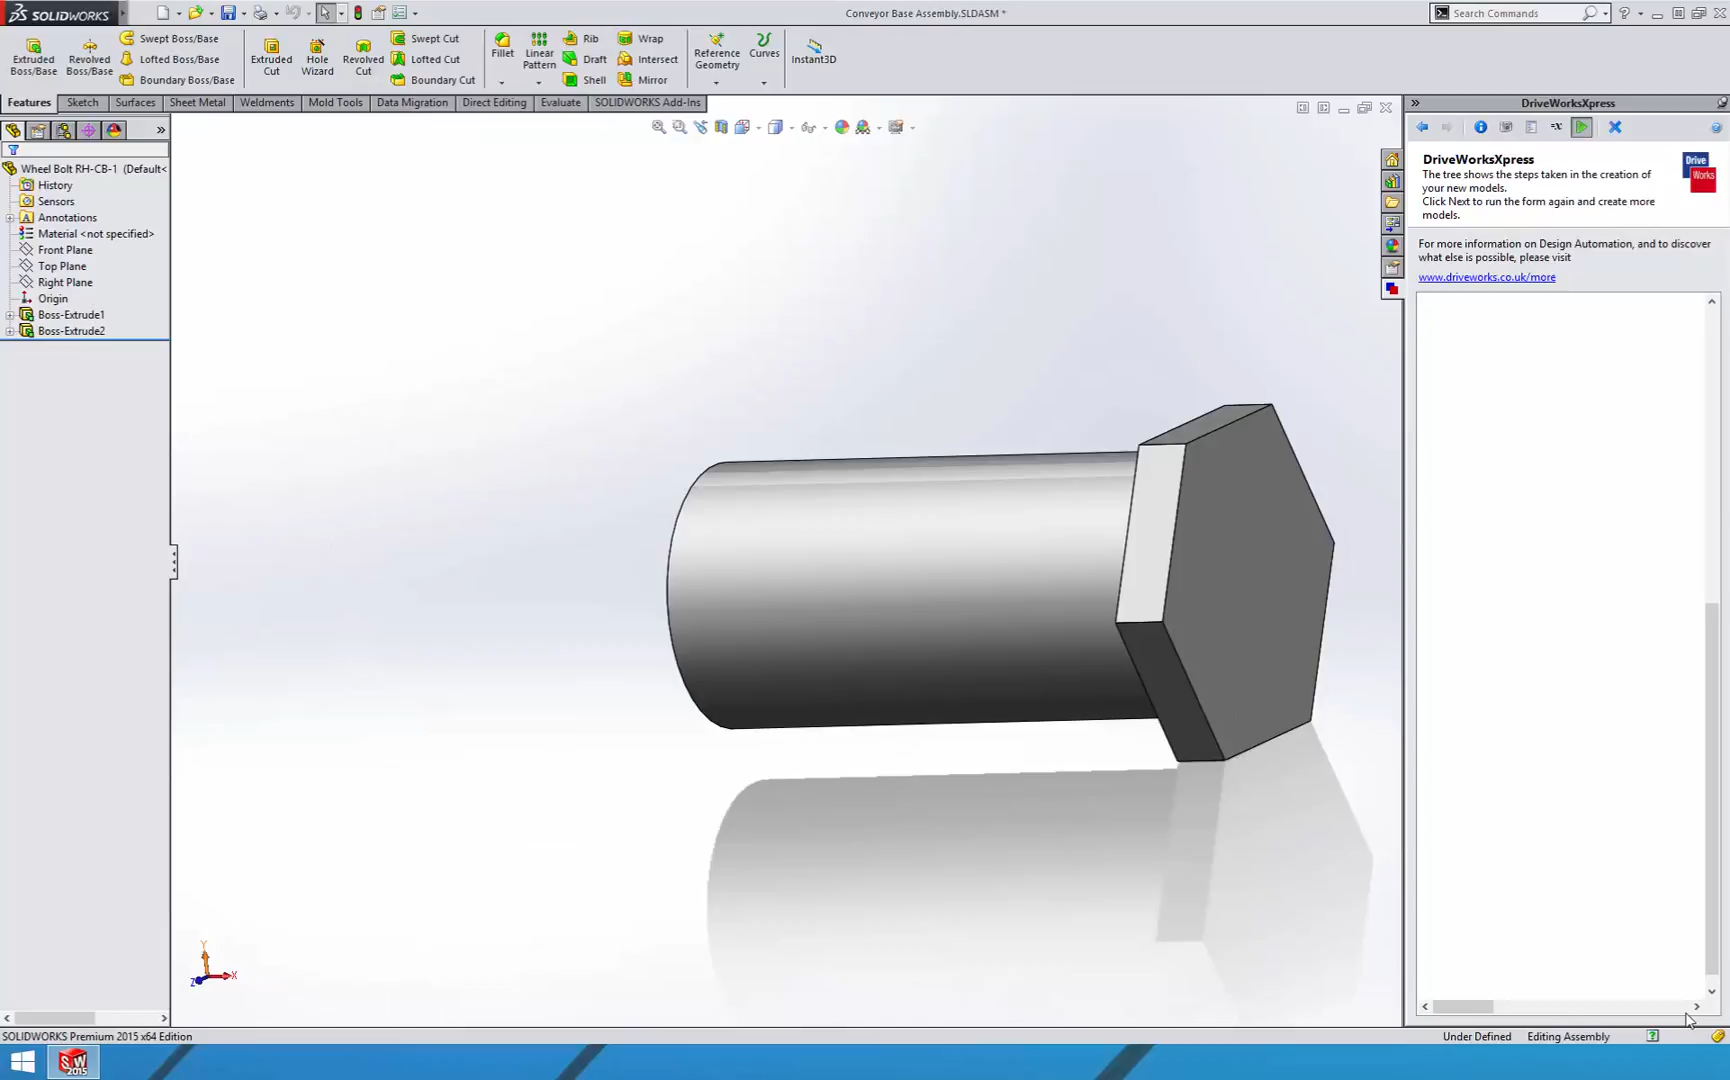 SOLIDWORKS
Conveyor Base Assembly.SLDASM *
Search Commands
Extruded Boss/Base
Revolved Boss/Base
Swept Boss/Base
Lofted Boss/Base
Boundary Boss/Base
Extruded Cut
Hole Wizard
Revolved Cut
Swept Cut
Lofted Cut
Boundary Cut
Fillet
Linear Pattern
Rib
Draft
Shell
Wrap
Intersect
Mirror
Reference Geometry
Curves
Instant3D
Features
Sketch
Surfaces
Sheet Metal
Weldments
Mold Tools
Data Migration
Direct Editing
Evaluate
SOLIDWORKS Add-Ins
Wheel Bolt RH-CB-1 (Default<
History
Sensors
Annotations
Material <not specified>
Front Plane
Top Plane
Right Plane
Origin
Boss-Extrude1
Boss-Extrude2
Y
X
Z
DriveWorksXpress
DriveWorksXpress
The tree shows the steps taken in the creation of
your new models.
Click Next to run the form again and create more
models.
Drive
Works
For more information on Design Automation, and to discover
what else is possible, please visit
www.driveworks.co.uk/more
SOLIDWORKS Premium 2015 x64 Edition
Under Defined
Editing Assembly
SW
2015